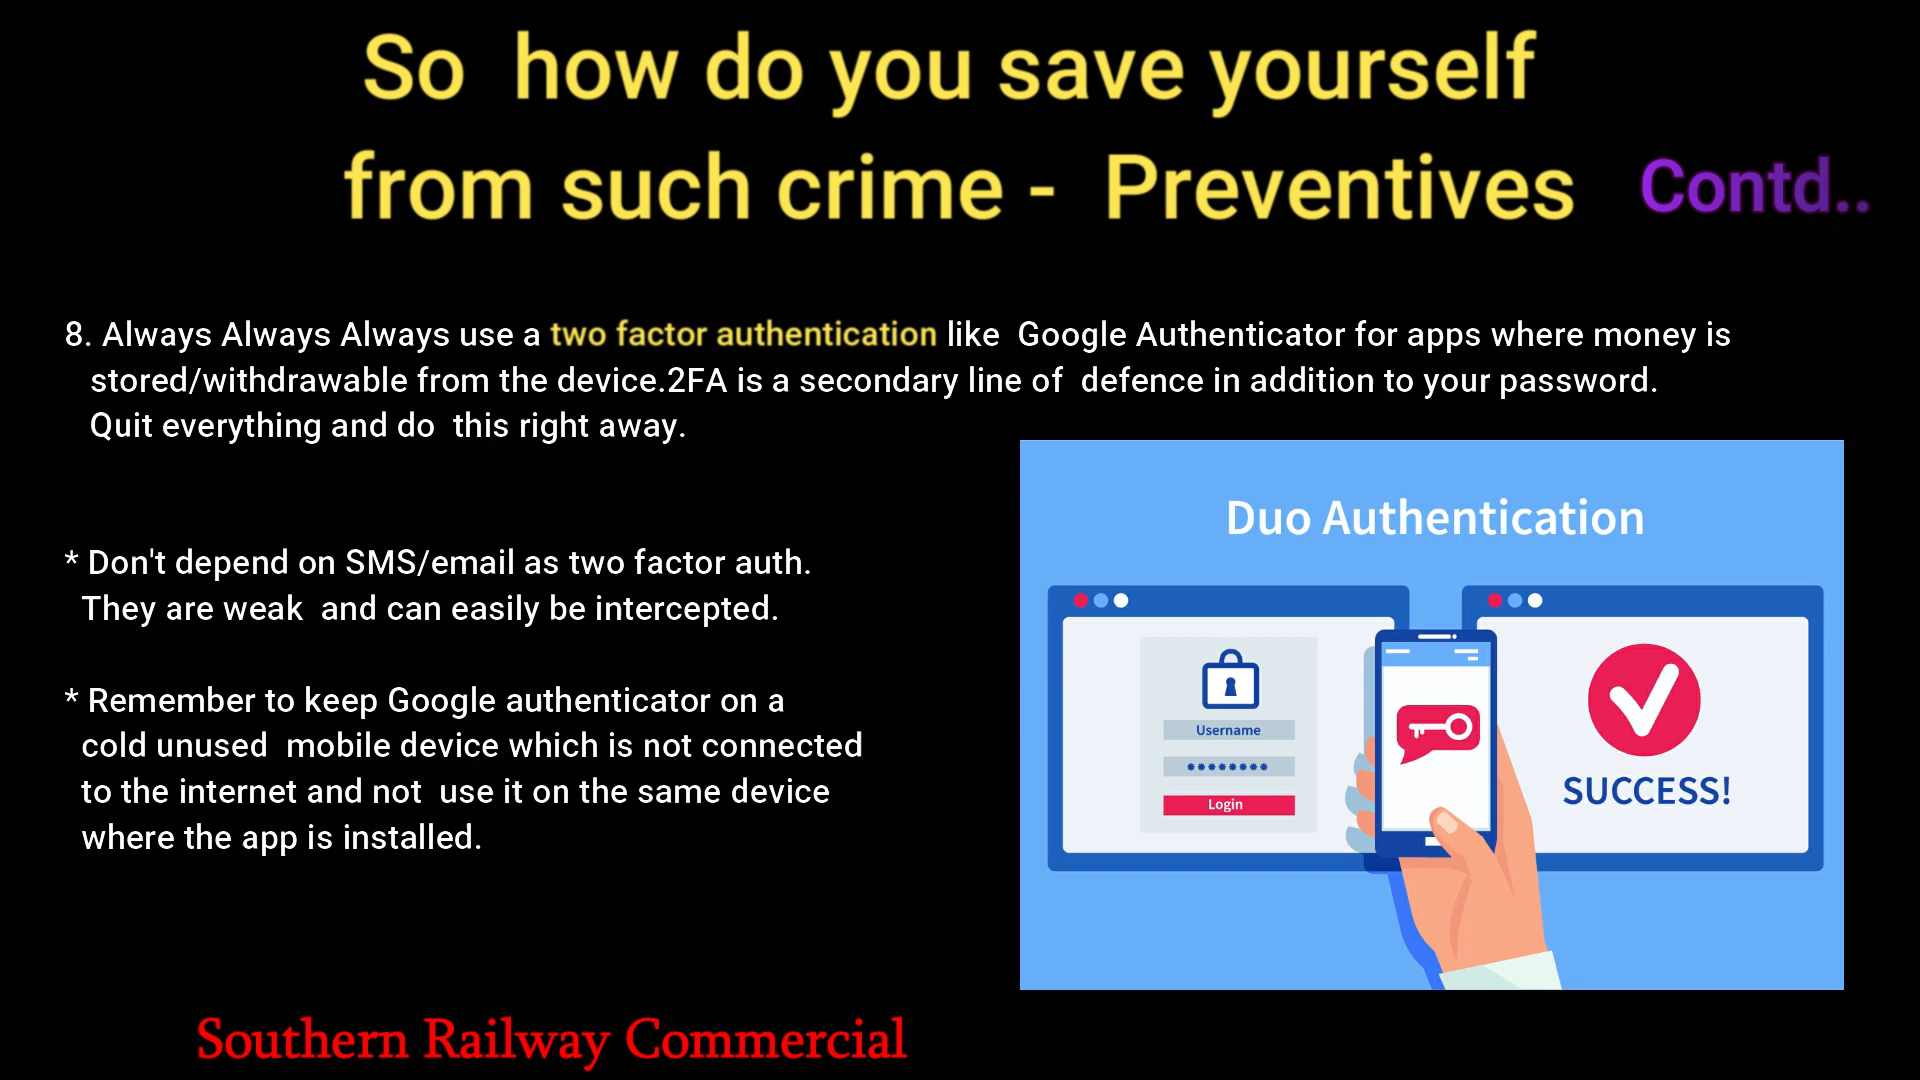 So how do you save yourself
from such crime - Preventives Contd..
8. Always Always Always use a two factor authentication like Google Authenticator for apps where money is
stored/withdrawable from the device.2FA is a secondary line of defence in addition to your password.
Quit everything and do this right away.
* Don't depend on SMS/email as two factor auth.
They are weak and can easily be intercepted.
* Remember to keep Google authenticator on a
cold unused mobile device which is not connected
to the internet and not use it on the same device
where the app is installed.
Duo Authentication
Username
********
Login
SUCCESS!
Southern Railway Commercial